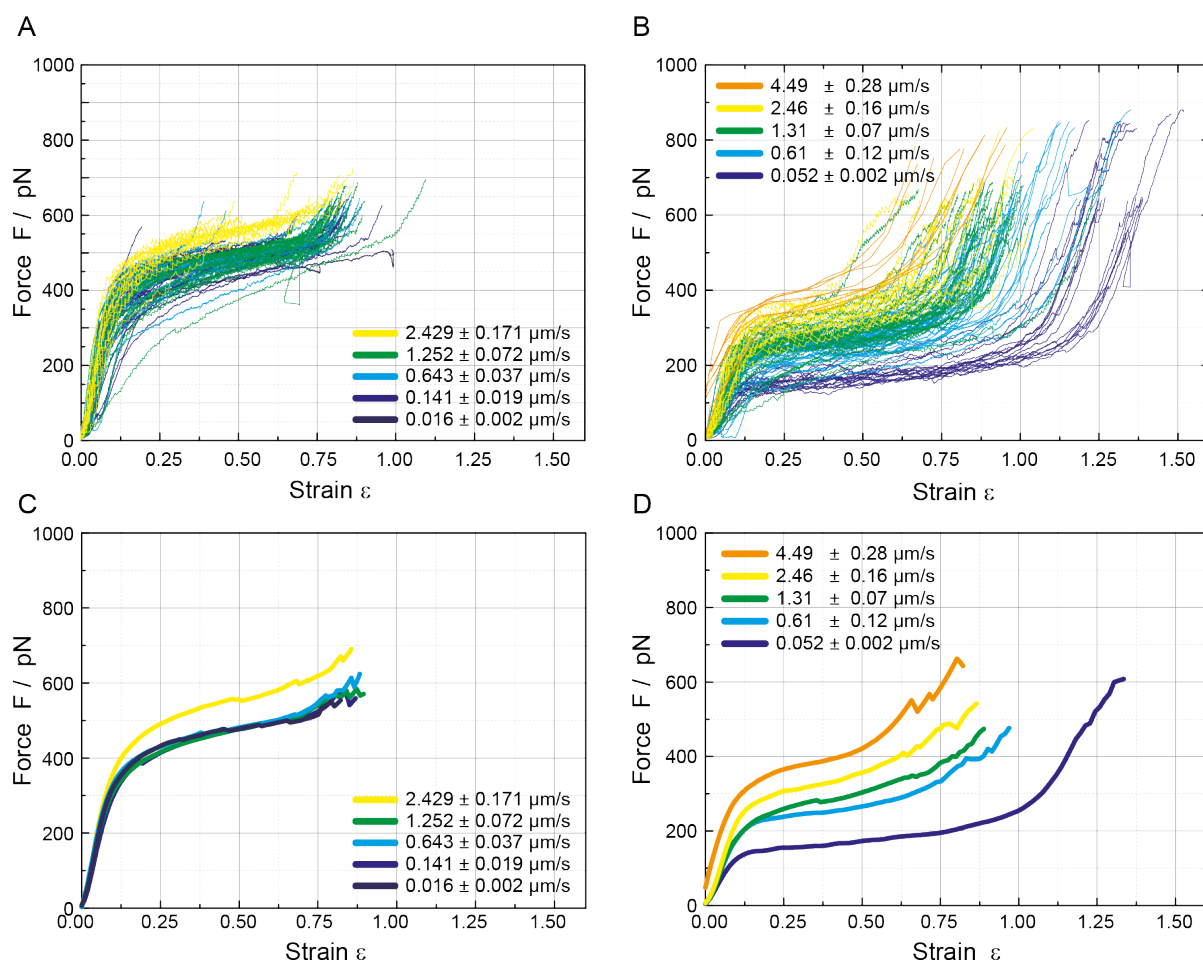 A
1000
800
600
400
200
0
Force F / pN
0.00 0.25 0.50 0.75 1.00 1.25 1.50
Strain ε
2.429 ± 0.171 µm/s
1.252 ± 0.072 µm/s
0.643 ± 0.037 µm/s
0.141 ± 0.019 µm/s
0.016 ± 0.002 µm/s
B
1000
800
600
400
200
0
Force F / pN
0.00 0.25 0.50 0.75 1.00 1.25 1.50
Strain ε
4.49 ± 0.28 µm/s
2.46 ± 0.16 µm/s
1.31 ± 0.07 µm/s
0.61 ± 0.12 µm/s
0.052 ± 0.002 µm/s
C
1000
800
600
400
200
0
Force F / pN
0.00 0.25 0.50 0.75 1.00 1.25 1.50
Strain ε
2.429 ± 0.171 µm/s
1.252 ± 0.072 µm/s
0.643 ± 0.037 µm/s
0.141 ± 0.019 µm/s
0.016 ± 0.002 µm/s
D
1000
800
600
400
200
0
Force F / pN
0.00 0.25 0.50 0.75 1.00 1.25 1.50
Strain ε
4.49 ± 0.28 µm/s
2.46 ± 0.16 µm/s
1.31 ± 0.07 µm/s
0.61 ± 0.12 µm/s
0.052 ± 0.002 µm/s